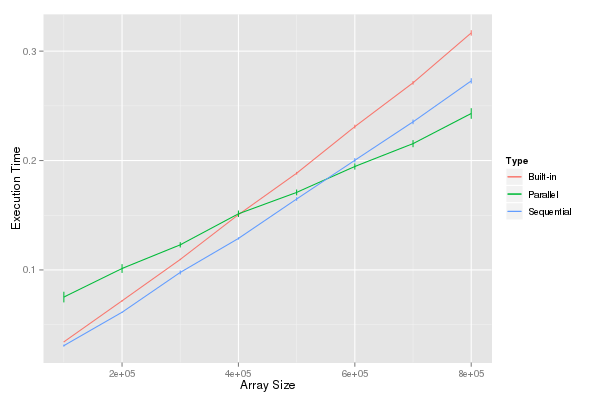 0.3
0.2
0.1
Execution Time
2e+05
4e+05
6e+05
8e+05
Array Size
Type
Built-in
Parallel
Sequential